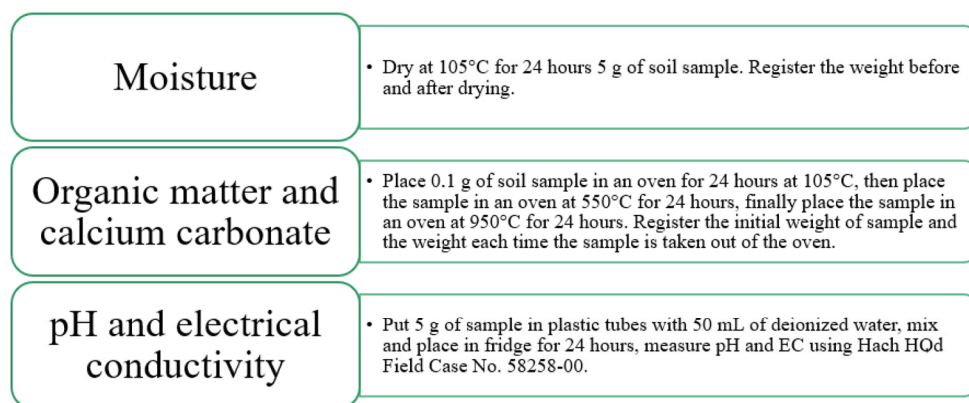 Moisture
• Dry at 105°C for 24 hours 5 g of soil sample. Register the weight before
and after drying.
Organic matter and
calcium carbonate
• Place 0.1 g of soil sample in an oven for 24 hours at 105°C, then place
the sample in an oven at 550°C for 24 hours, finally place the sample in
an oven at 950°C for 24 hours. Register the initial weight of sample and
the weight each time the sample is taken out of the oven.
pH and electrical
conductivity
• Put 5 g of sample in plastic tubes with 50 mL of deionized water, mix
and place in fridge for 24 hours, measure pH and EC using Hach HQd
Field Case No. 58258-00.